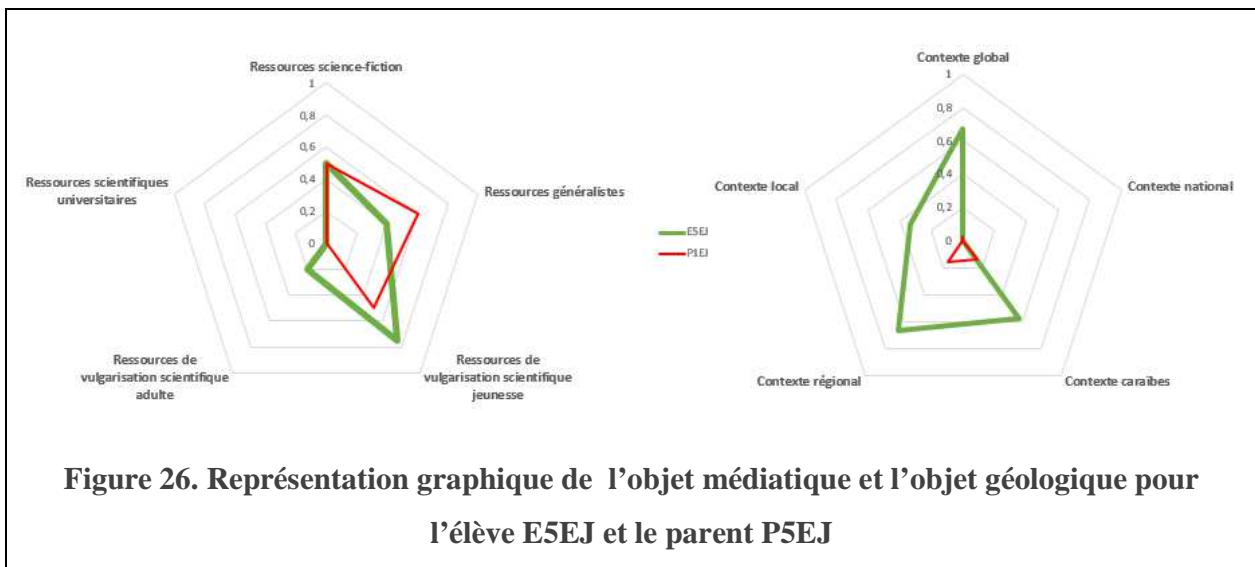 Ressources science-fiction
1
0,8
0,6
0,4
0,2
0
Ressources généralistes
Ressources de
vulgarisation scientifique
jeunesse
Ressources de
vulgarisation scientifique
adulte
Ressources scientifiques
universitaires
E5EJ
P1EJ
Contexte global
1
0,8
0,6
0,4
0,2
0
Contexte national
Contexte caraïbes
Contexte régional
Contexte local
Figure 26. Représentation graphique de l’objet médiatique et l’objet géologique pour
l’élève E5EJ et le parent P5EJ